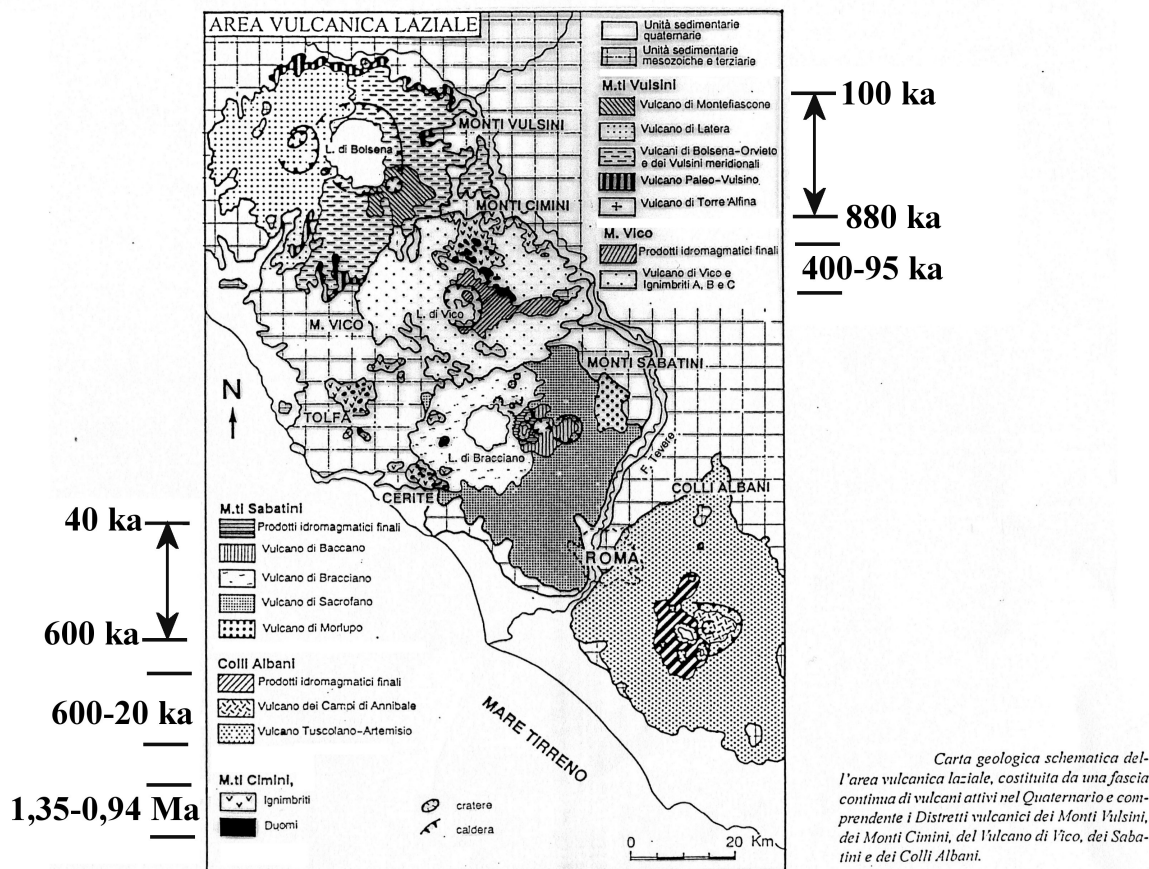 AREA VULCANICA LAZIALE
Unità sedimentarie
quaternarie
Unità sedimentarie
mesozoiche e terziarie
M.ti Vulsini
Vulcano di Montefiascone
Vulcano di Latera
Vulcani di Bolsena-Orvieto
e dei Vulsini meridionali
Vulcano Paleo-Vulsino
Vulcano di Torre Alfina
M. Vico
Prodotti idromagmatici finali
Vulcano di Vico e
Ignimbriti A, B e C
100 ka
880 ka
400-95 ka
MONTI VULSINI
L. di Bolsena
MONTI CIMINI
L. di Vico
M. VICO
MONTI SABATINI
N
TOLFA
L. di Bracciano
F. Tevere
CERITE
COLLI ALBANI
ROMA
MARE TIRRENO
40 ka
600 ka
600-20 ka
1,35-0,94 Ma
M.ti Sabatini
Prodotti idromagmatici finali
Vulcano di Baccano
Vulcano di Bracciano
Vulcano di Sacrofano
Vulcano di Morlupo
Colli Albani
Prodotti idromagmatici finali
Vulcano dei Campi di Annibale
Vulcano Tuscolano-Artemisio
M.ti Cimini,
Ignimbriti
Duomi
cratere
caldera
0 20 Km
Carta geologica schematica del-
l'area vulcanica laziale, costituita da una fascia
continua di vulcani attivi nel Quaternario e com-
prendente i Distretti vulcanici dei Monti Vulsini,
dei Monti Cimini, del Vulcano di Vico, dei Saba-
tini e dei Colli Albani.